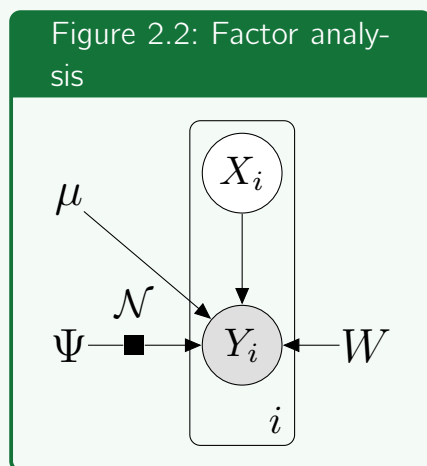 Figure 2.2: Factor analy-
sis
X_i
μ
𝒩
Ψ
Y_i
W
i